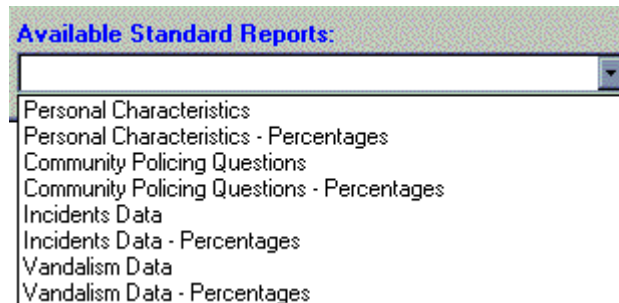 Available Standard Reports:
Personal Characteristics
Personal Characteristics - Percentages
Community Policing Questions
Community Policing Questions - Percentages
Incidents Data
Incidents Data - Percentages
Vandalism Data
Vandalism Data - Percentages